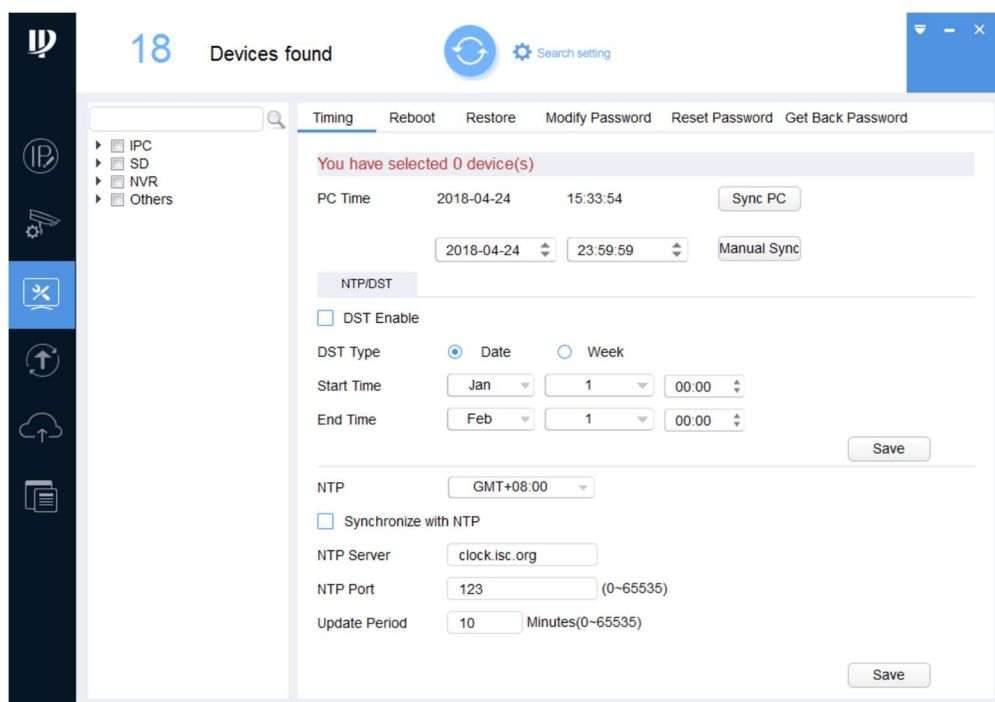 18 Devices found Search setting
Timing Reboot Restore Modify Password Reset Password Get Back Password
IPC
SD
NVR
Others
You have selected 0 device(s)
PC Time 2018-04-24 15:33:54 Sync PC
2018-04-24 23:59:59 Manual Sync
NTP/DST
DST Enable
DST Type Date Week
Start Time Jan 1 00:00
End Time Feb 1 00:00
Save
NTP GMT+08:00
Synchronize with NTP
NTP Server clock.isc.org
NTP Port 123 (0~65535)
Update Period 10 Minutes(0~65535)
Save
IP